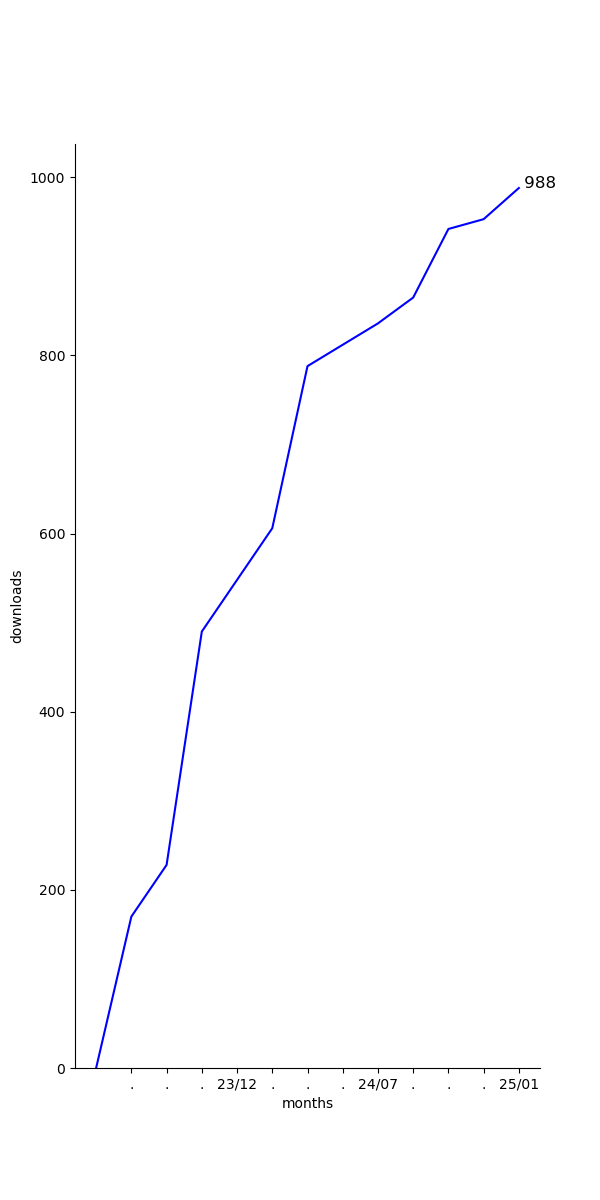 988
1000
800
600
400
200
0
downloads
. . . 23/12 . . . 24/07 . . . 25/01
months